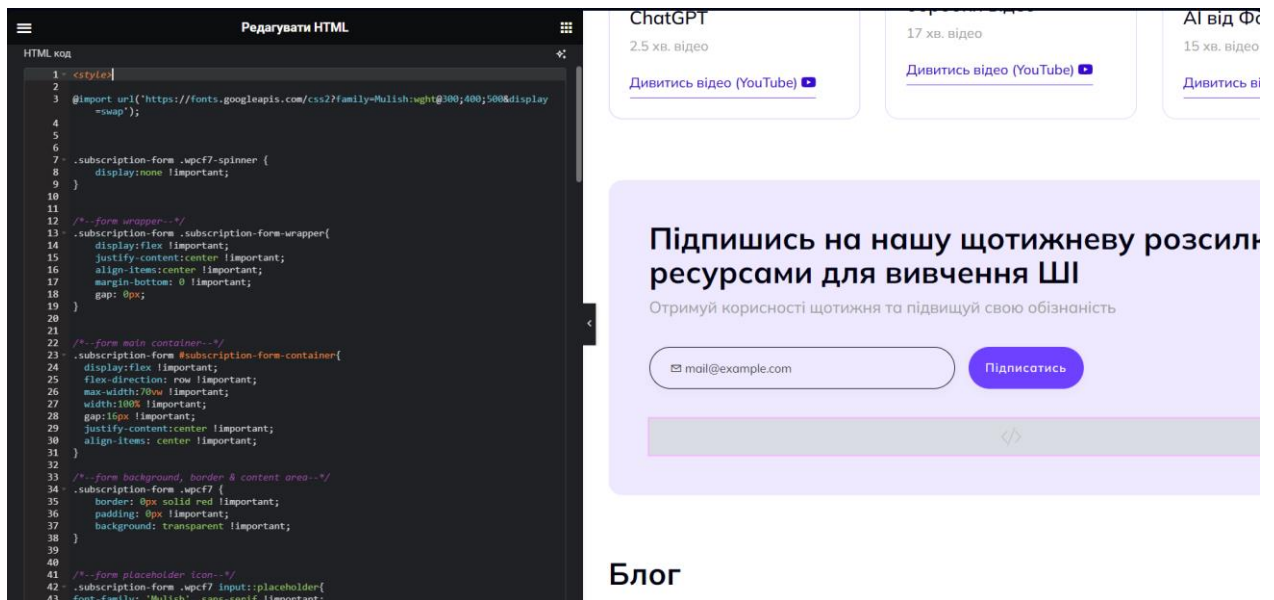 Редагувати HTML
HTML код
1 <style>
2
3 @import url('https://fonts.googleapis.com/css2?family=Mulish:wght@300;400;500&display
=swap');
4
5
6
7 .subscription-form .wpcf7-spinner {
8 display:none !important;
9 }
10
11
12 /*--form wrapper--*/
13 .subscription-form .subscription-form-wrapper{
14 display:flex !important;
15 justify-content:center !important;
16 align-items:center !important;
17 margin-bottom: 0 !important;
18 gap: 0px;
19 }
20
21
22 /*--form main container--*/
23 .subscription-form #subscription-form-container{
24 display:flex !important;
25 flex-direction: row !important;
26 max-width:70vw !important;
27 width:100% !important;
28 gap:16px !important;
29 justify-content:center !important;
30 align-items: center !important;
31 }
32
33 /*--form background, border & content area--*/
34 .subscription-form .wpcf7 {
35 border: 0px solid red !important;
36 padding: 0px !important;
37 background: transparent !important;
38 }
39
40
41 /*--form placeholder icon--*/
42 .subscription-form .wpcf7 input::placeholder{
43 font-family: 'Mulish', sans-serif !important;
ChatGPT
2.5 хв. відео
Дивитись відео (YouTube)
17 хв. відео
Дивитись відео (YouTube)
AI від
15 хв. відео
Дивитись
Підпишись на нашу щотижневу
ресурсами для вивчення ШІ
Отримуй корисності щотижня та підвищуй свою обізнаність
mail@example.com
Підписатись
</>
Блог